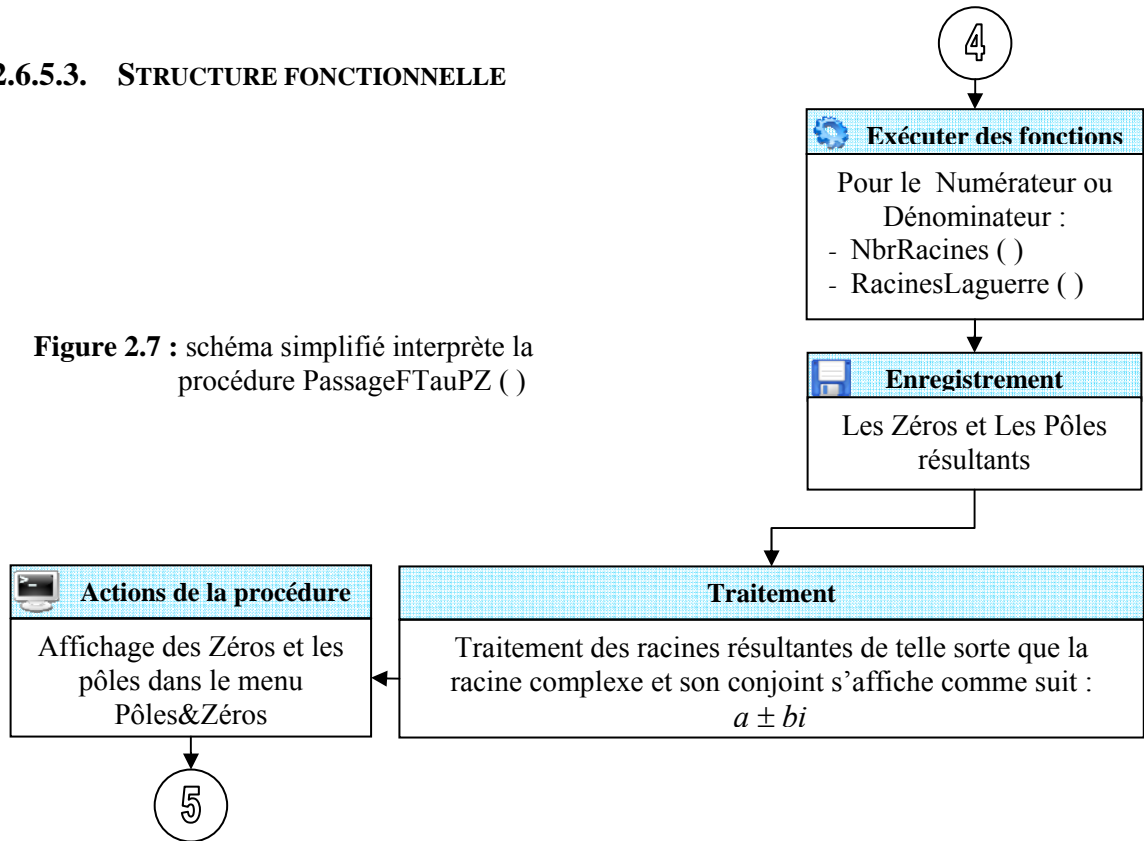 4
2.6.5.3. STRUCTURE FONCTIONNELLE
Exécuter des fonctions
Pour le Numérateur ou
Dénominateur :
- NbrRacines ( )
- RacinesLaguerre ( )
Figure 2.7 : schéma simplifié interprète la
procédure PassageFTauPZ ( )
Enregistrement
Les Zéros et Les Pôles
résultants
Traitement
Traitement des racines résultantes de telle sorte que la
racine complexe et son conjoint s’affiche comme suit :
a ± bi
Actions de la procédure
Affichage des Zéros et les
pôles dans le menu
Pôles&Zéros
5